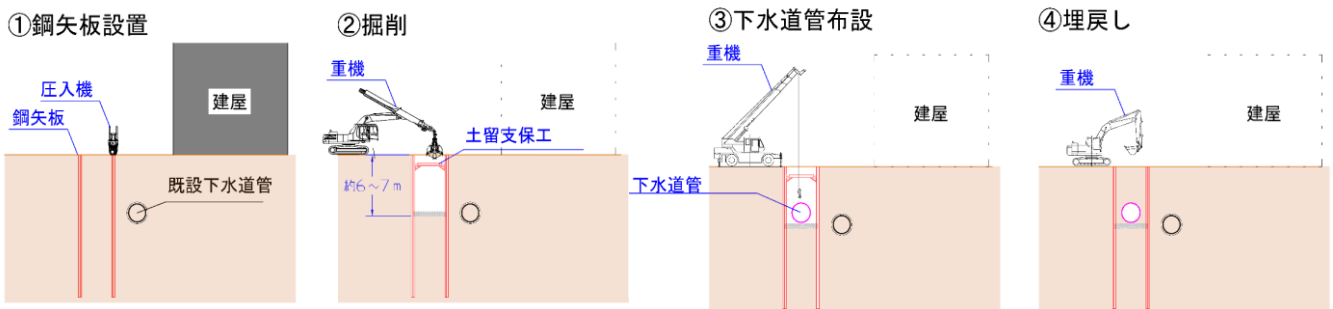 ①鋼矢板設置
圧入機
鋼矢板
建屋
既設下水道管
②掘削
重機
建屋
土留支保工
約6~7m
③下水道管布設
重機
建屋
下水道管
④埋戻し
重機
建屋